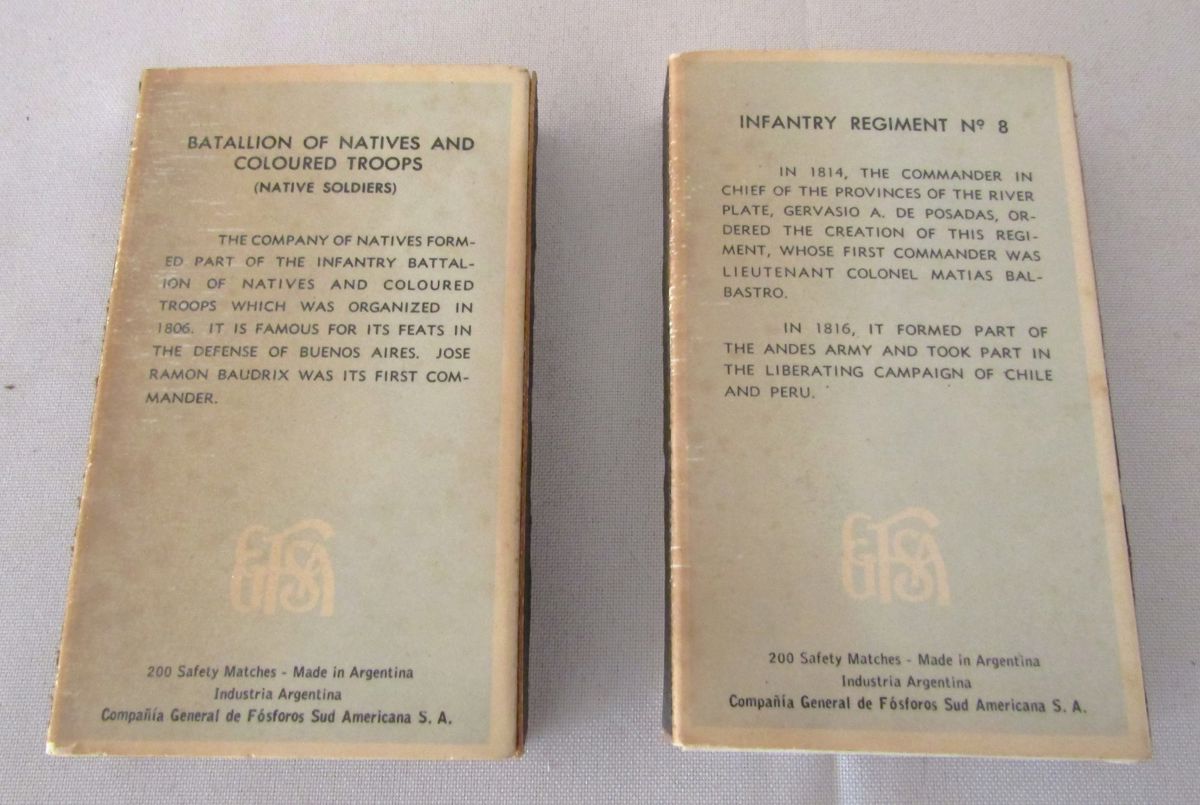 BATALLION OF NATIVES AND
COLOURED TROOPS
(NATIVE SOLDIERS)
THE COMPANY OF NATIVES FORM-
ED PART OF THE INFANTRY BATTAL-
ION OF NATIVES AND COLOURED
TROOPS WHICH WAS ORGANIZED IN
1806. IT IS FAMOUS FOR ITS FEATS IN
THE DEFENSE OF BUENOS AIRES. JOSE
RAMON BAUDRIX WAS ITS FIRST COM-
MANDER.
200 Safety Matches - Made in Argentina
Industria Argentina
Compañía General de Fósforos Sud Americana S. A.
INFANTRY REGIMENT Nº 8
IN 1814, THE COMMANDER IN
CHIEF OF THE PROVINCES OF THE RIVER
PLATE, GERVASIO A. DE POSADAS, OR-
DERED THE CREATION OF THIS REGI-
MENT, WHOSE FIRST COMMANDER WAS
LIEUTENANT COLONEL MATIAS BAL-
BASTRO.
IN 1816, IT FORMED PART OF
THE ANDES ARMY AND TOOK PART IN
THE LIBERATING CAMPAIGN OF CHILE
AND PERU.
200 Safety Matches - Made in Argentina
Industria Argentina
Compañía General de Fósforos Sud Americana S. A.